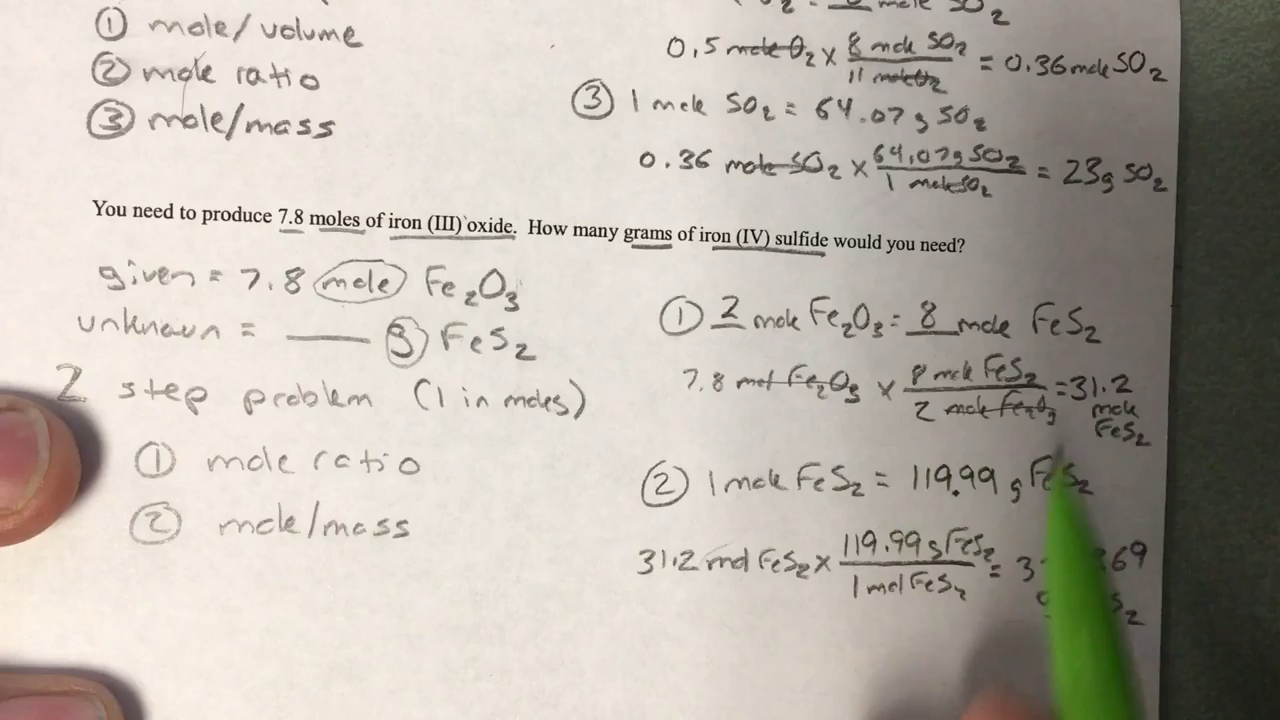 ① mole/volume
② mole ratio
③ mole/mass
mole SO₂
0.5 mole O₂ × 8 mole SO₂ / 11 mole O₂ = 0.36 mole SO₂
③ 1 mole SO₂ = 64.07 g SO₂
0.36 mole SO₂ × 64.07 g SO₂ / 1 mole SO₂ = 23 g SO₂
You need to produce 7.8 moles of iron (III) oxide. How many grams of iron (IV) sulfide would you need?
given = 7.8 mole Fe₂O₃
unknown = ___ g FeS₂
2 step problem (1 in moles)
① mole ratio
② mole/mass
① 2 mole Fe₂O₃ = 8 mole FeS₂
7.8 mol Fe₂O₃ × 8 mole FeS₂ / 2 mole Fe₂O₃ = 31.2 mole FeS₂
② 1 mole FeS₂ = 119.99 g FeS₂
31.2 mol FeS₂ × 119.99 g FeS₂ / 1 mol FeS₂ = 3